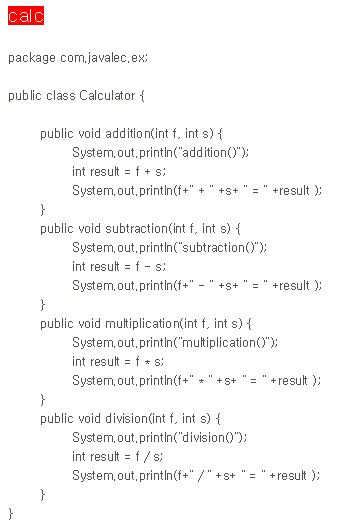 calc
package com.javalec.ex;
public class Calculator {
public void addition(int f, int s) {
System.out.println("addition()");
int result = f + s;
System.out.println(f+" + " +s+ " = " +result );
}
public void subtraction(int f, int s) {
System.out.println("subtraction()");
int result = f - s;
System.out.println(f+" - " +s+ " = " +result );
}
public void multiplication(int f, int s) {
System.out.println("multiplication()");
int result = f * s;
System.out.println(f+" * " +s+ " = " +result );
}
public void division(int f, int s) {
System.out.println("division()");
int result = f / s;
System.out.println(f+" / " +s+ " = " +result );
}
}